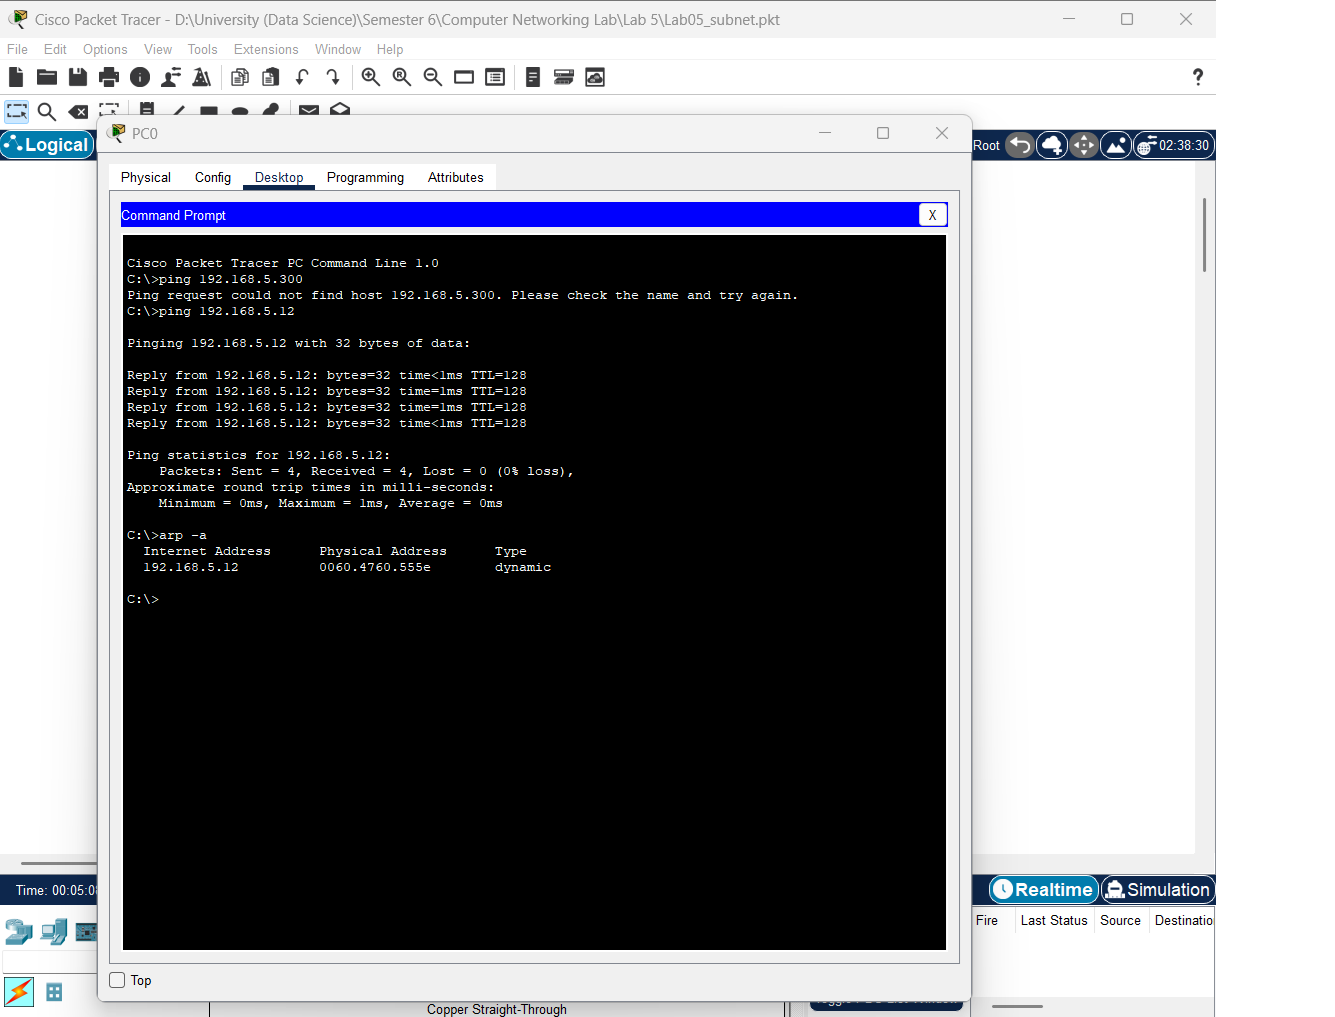 Cisco Packet Tracer - D:\University (Data Science)\Semester 6\Computer Networking Lab\Lab 5\Lab05_subnet.pkt
File Edit Options View Tools Extensions Window Help
?
PC0
Logical
Root
02:38:30
Physical Config Desktop Programming Attributes
Command Prompt
X
Cisco Packet Tracer PC Command Line 1.0
C:\>ping 192.168.5.300
Ping request could not find host 192.168.5.300. Please check the name and try again.
C:\>ping 192.168.5.12
Pinging 192.168.5.12 with 32 bytes of data:
Reply from 192.168.5.12: bytes=32 time<1ms TTL=128
Reply from 192.168.5.12: bytes=32 time=1ms TTL=128
Reply from 192.168.5.12: bytes=32 time=1ms TTL=128
Reply from 192.168.5.12: bytes=32 time<1ms TTL=128
Ping statistics for 192.168.5.12:
Packets: Sent = 4, Received = 4, Lost = 0 (0% loss),
Approximate round trip times in milli-seconds:
Minimum = 0ms, Maximum = 1ms, Average = 0ms
C:\>arp -a
Internet Address Physical Address Type
192.168.5.12 0060.4760.555e dynamic
C:\>
Time: 00:05:0
Realtime Simulation
Fire Last Status Source Destinatio
Top
Copper Straight-Through